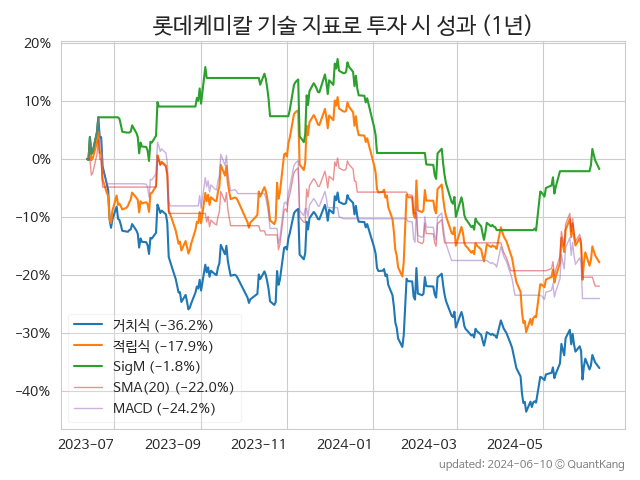 롯데케미칼 기술 지표로 투자 시 성과 (1년)
20%
10%
0%
−10%
−20%
−30%
−40%
거치식 (−36.2%)
적립식 (−17.9%)
SigM (−1.8%)
SMA(20) (−22.0%)
MACD (−24.2%)
2023−07
2023−09
2023−11
2024−01
2024−03
2024−05
updated: 2024−06−10 © QuantKang